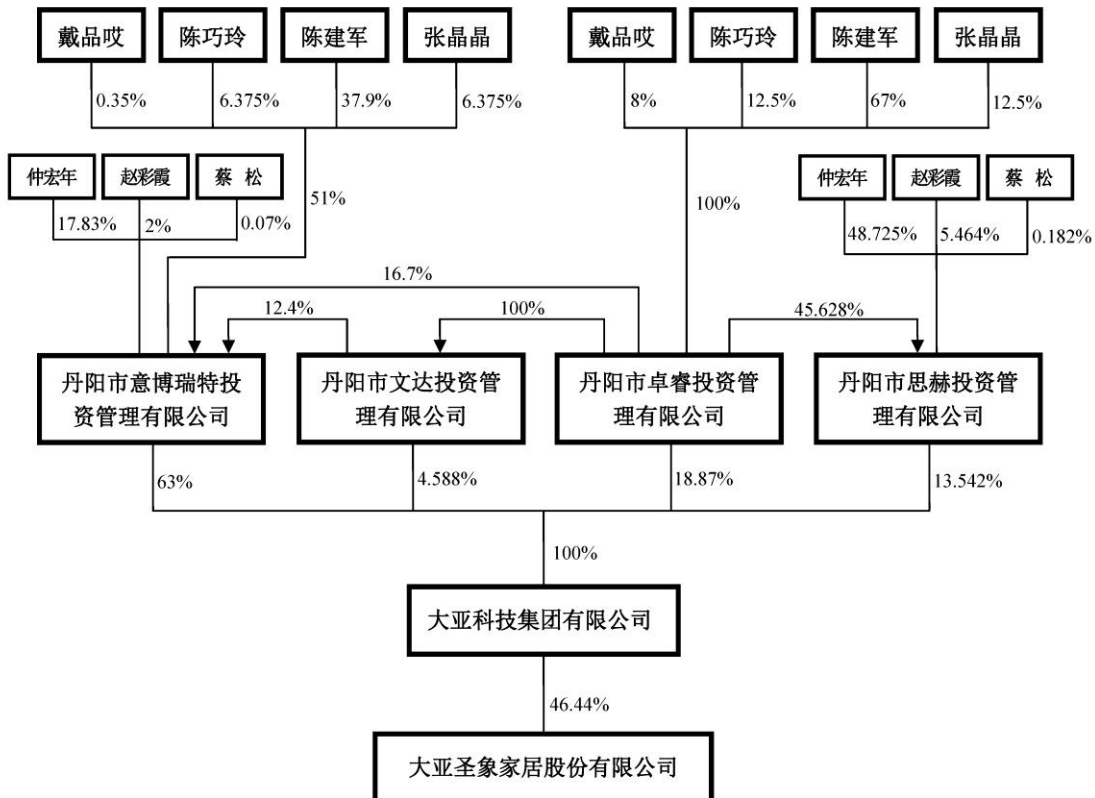 戴品哎 陈巧玲 陈建军 张晶晶 戴品哎 陈巧玲 陈建军 张晶晶
0.35% 6.375% 37.9% 6.375% 8% 12.5% 67% 12.5%
仲宏年 赵彩霞 蔡 松 51% 100% 仲宏年 赵彩霞 蔡 松
17.83% 2% 0.07% 48.725% 5.464% 0.182%
16.7%
12.4% 100% 45.628%
丹阳市意博瑞特投
资管理有限公司
丹阳市文达投资管
理有限公司
丹阳市卓睿投资管
理有限公司
丹阳市思赫投资管
理有限公司
63% 4.588% 18.87% 13.542%
100%
大亚科技集团有限公司
46.44%
大亚圣象家居股份有限公司